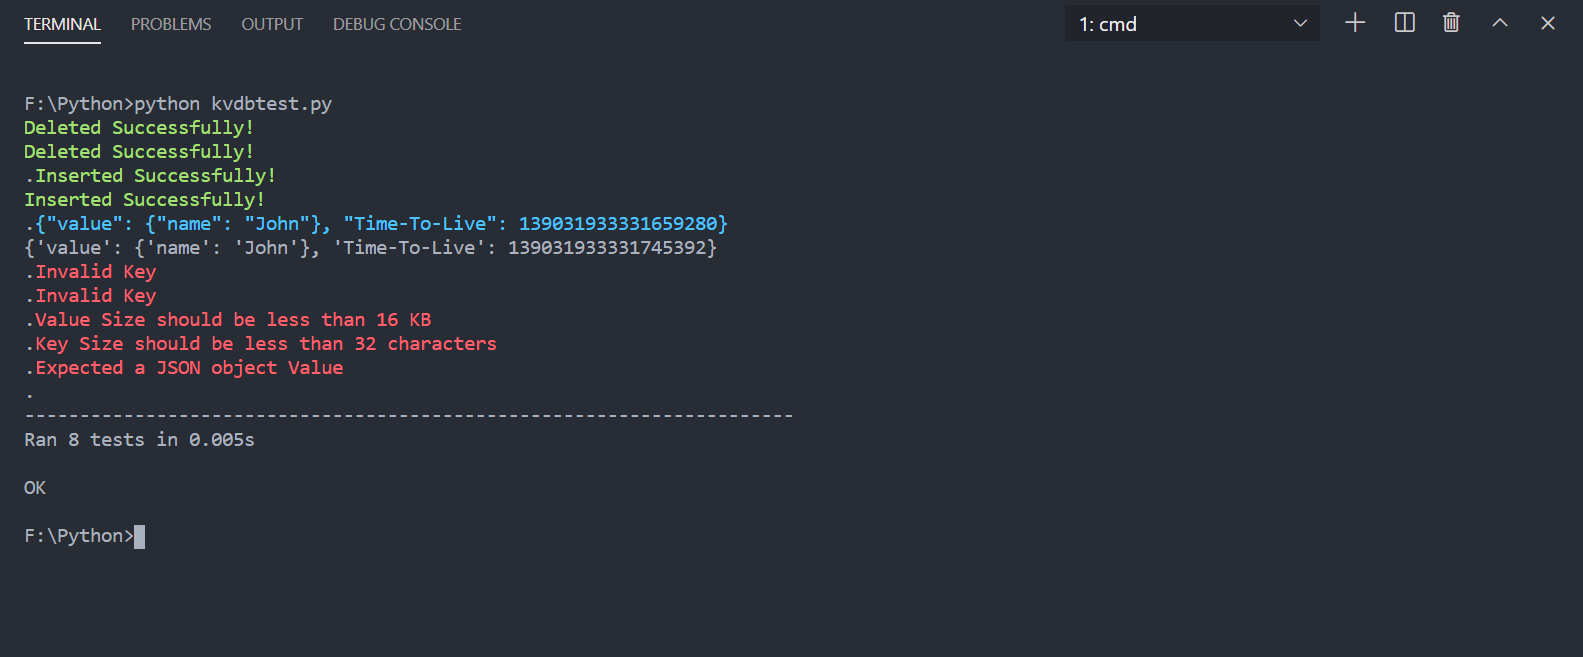 TERMINAL PROBLEMS OUTPUT DEBUG CONSOLE 1: cmd
F:\Python>python kvdbtest.py
Deleted Successfully!
Deleted Successfully!
.Inserted Successfully!
Inserted Successfully!
.{"value": {"name": "John"}, "Time-To-Live": 139031933331659280}
{'value': {'name': 'John'}, 'Time-To-Live': 139031933331745392}
.Invalid Key
.Invalid Key
.Value Size should be less than 16 KB
.Key Size should be less than 32 characters
.Expected a JSON object Value
.
----------------------------------------------------------------------
Ran 8 tests in 0.005s
OK
F:\Python>